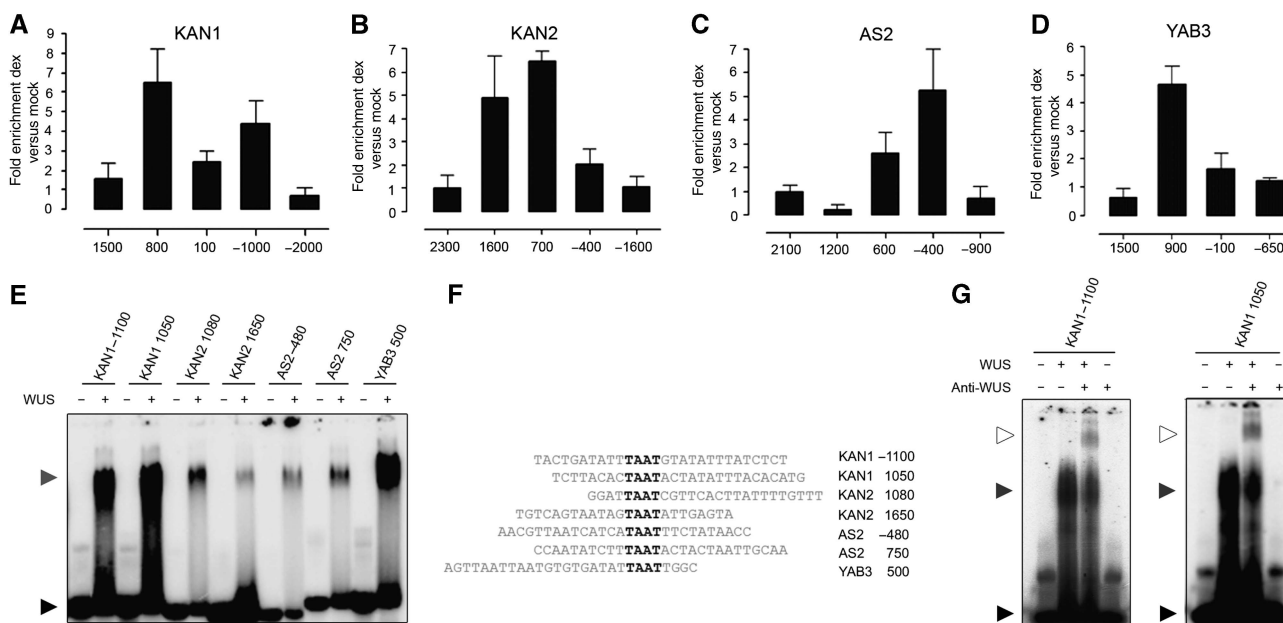 A
KAN1
Fold enrichment dex
versus mock
9
8
7
6
5
4
3
2
1
0
1500 800 100 −1000 −2000
B
KAN2
Fold enrichment dex
versus mock
7
6
5
4
3
2
1
0
2300 1600 700 −400 −1600
C
AS2
Fold enrichment dex
versus mock
7
6
5
4
3
2
1
0
2100 1200 600 −400 −900
D
YAB3
Fold enrichment dex
versus mock
6
5
4
3
2
1
0
1500 900 −100 −650
E
KAN1−1100 KAN1 1050 KAN2 1080 KAN2 1650 AS2−480 AS2 750 YAB3 500
WUS − + − + − + − + − + − + − +
F
TACTGATATTTAATGTATATTTATCTCT KAN1 −1100
TCTTACACTAATACTATATTTACACATG KAN1 1050
GGATTAATCGTTCACTTATTTTGTTT KAN2 1080
TGTCAGTAATAGTAATATTGAGTA KAN2 1650
AACGTTAATCATCATAATTTCTATAACC AS2 −480
CCAATATCTTTAATACTACTAATTGCAA AS2 750
AGTTAATTAATGTGTGATATTAATTGGC YAB3 500
G
KAN1−1100
KAN1 1050
WUS − + + − − + + −
Anti-WUS − − + + − − + +